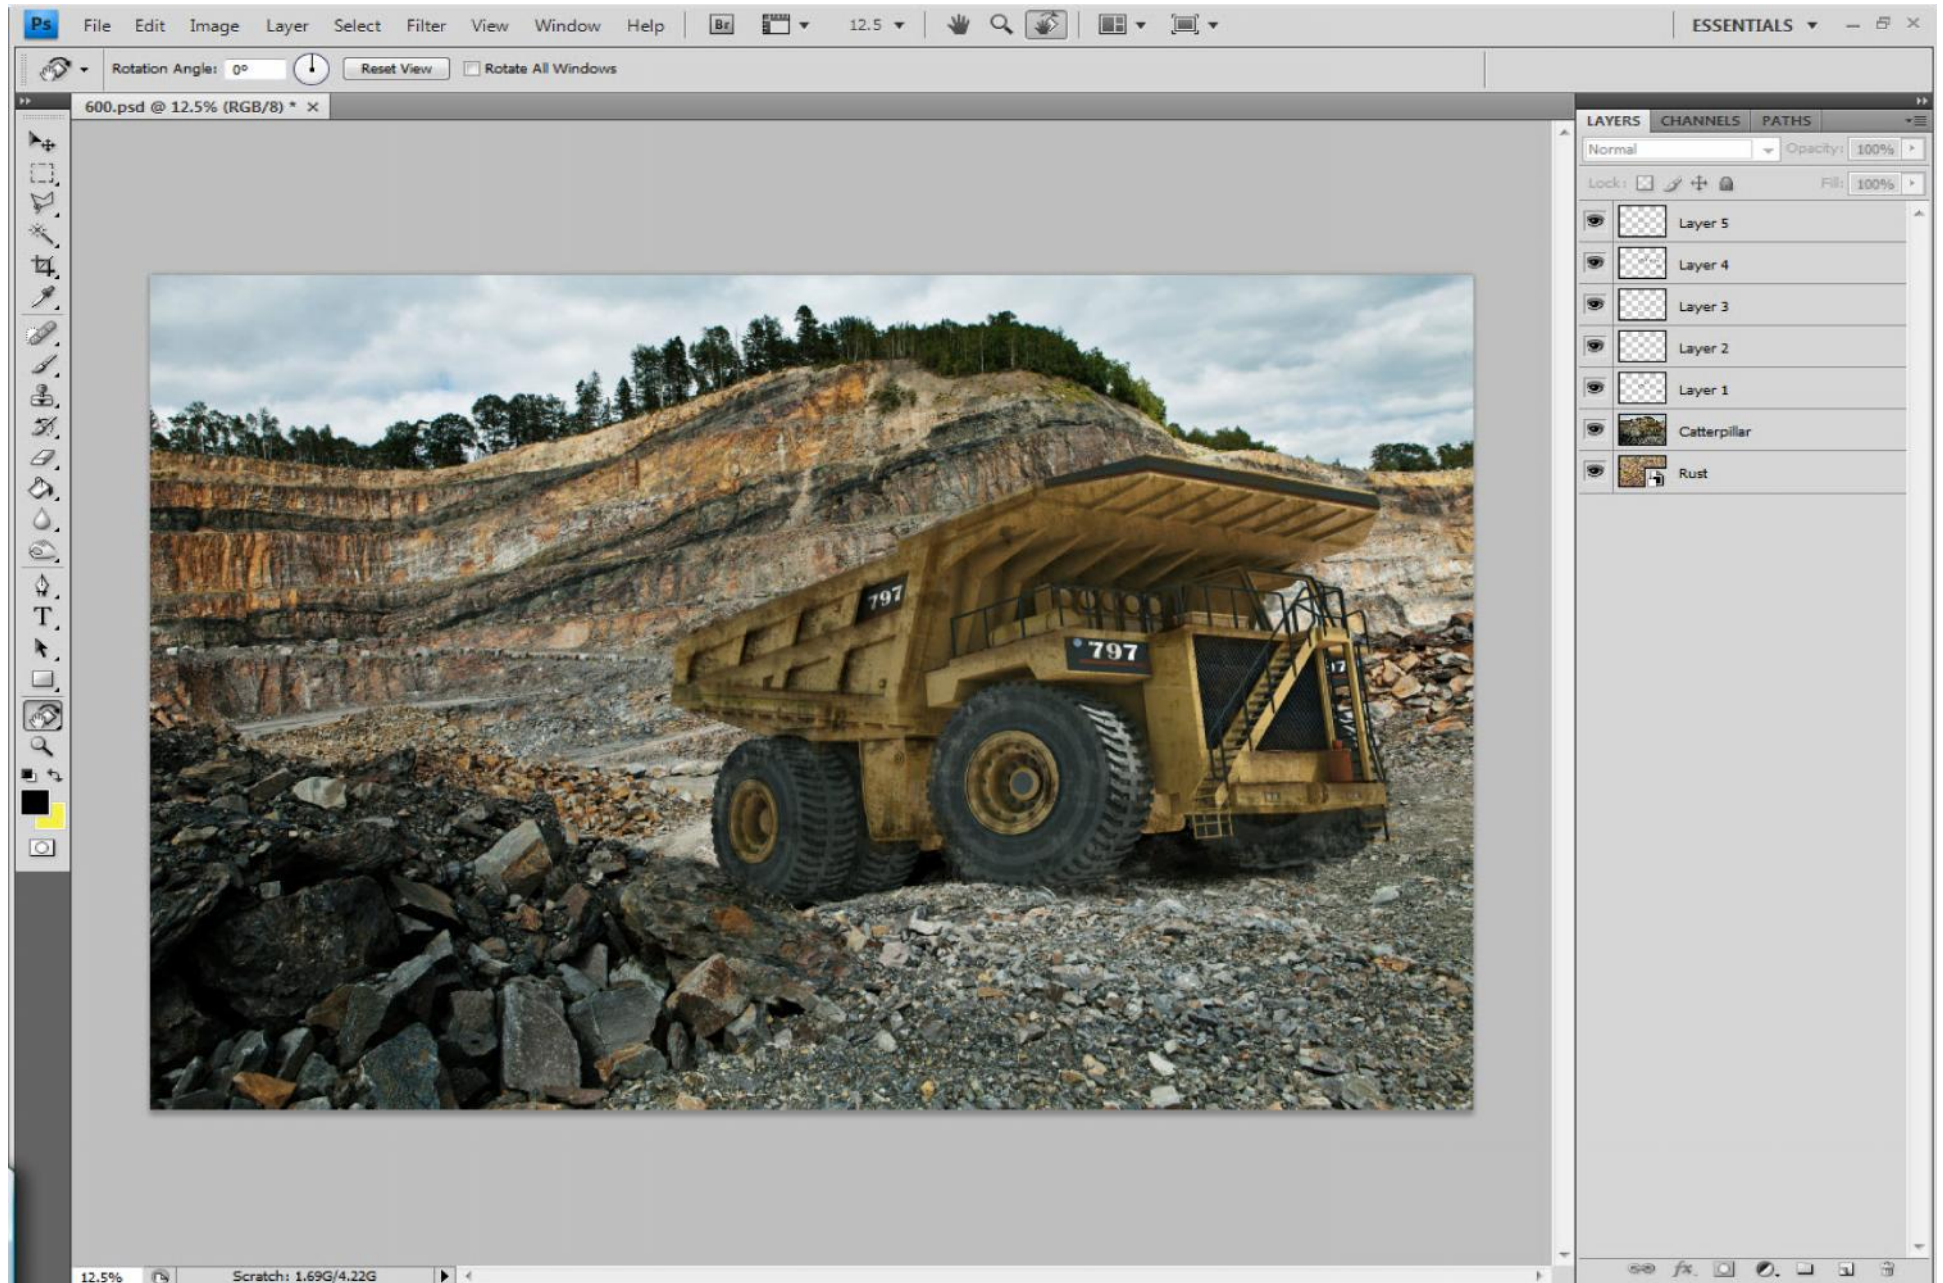 Ps File Edit Image Layer Select Filter View Window Help Br 12.5 ESSENTIALS
Rotation Angle: 0° Reset View Rotate All Windows
600.psd @ 12.5% (RGB/8) * ×
LAYERS CHANNELS PATHS
Normal Opacity: 100%
Lock: Fill: 100%
Layer 5
Layer 4
Layer 3
Layer 2
Layer 1
Catterpillar
Rust
797
797
97
T
fx.
12.5% Scratch: 1.69G/4.22G